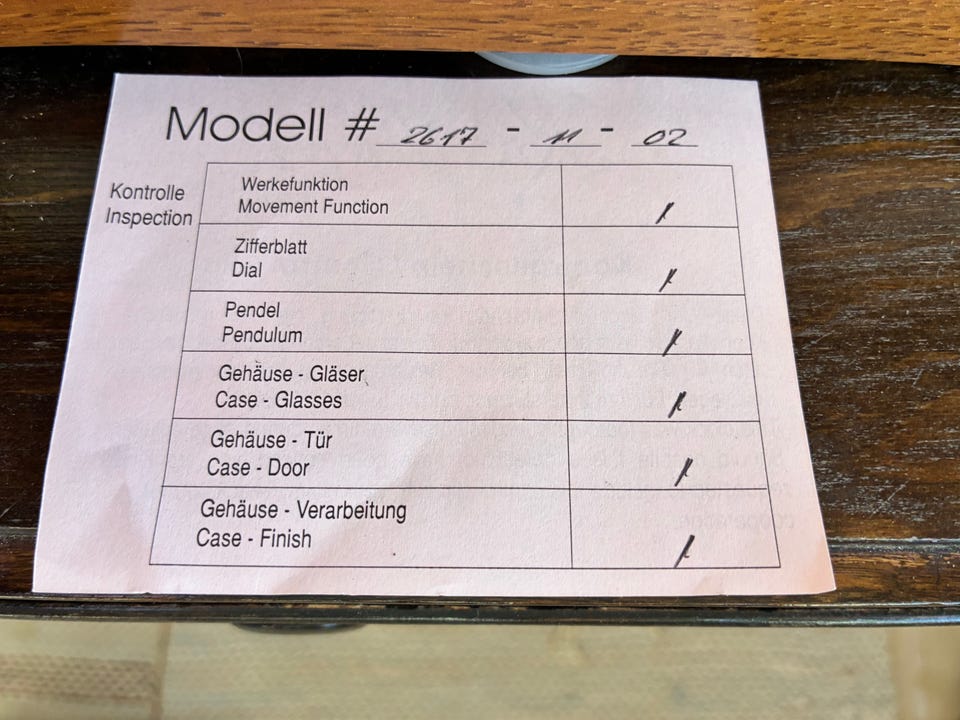 Modell # 2617 - 11 - 02
Kontrolle
Inspection
Werkefunktion
Movement Function
Zifferblatt
Dial
Pendel
Pendulum
Gehäuse - Gläser
Case - Glasses
Gehäuse - Tür
Case - Door
Gehäuse - Verarbeitung
Case - Finish